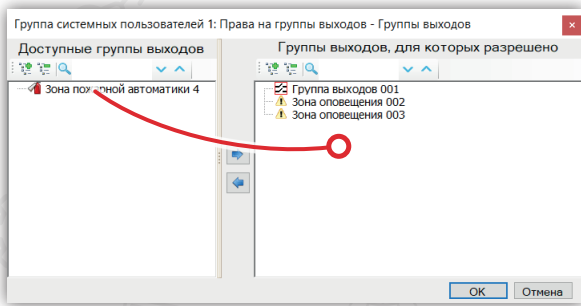 Группа системных пользователей 1: Права на группы выходов - Группы выходов
Доступные группы выходов
Группы выходов, для которых разрешено
Зона пожарной автоматики 4
Группа выходов 001
Зона оповещения 002
Зона оповещения 003
OK
Отмена